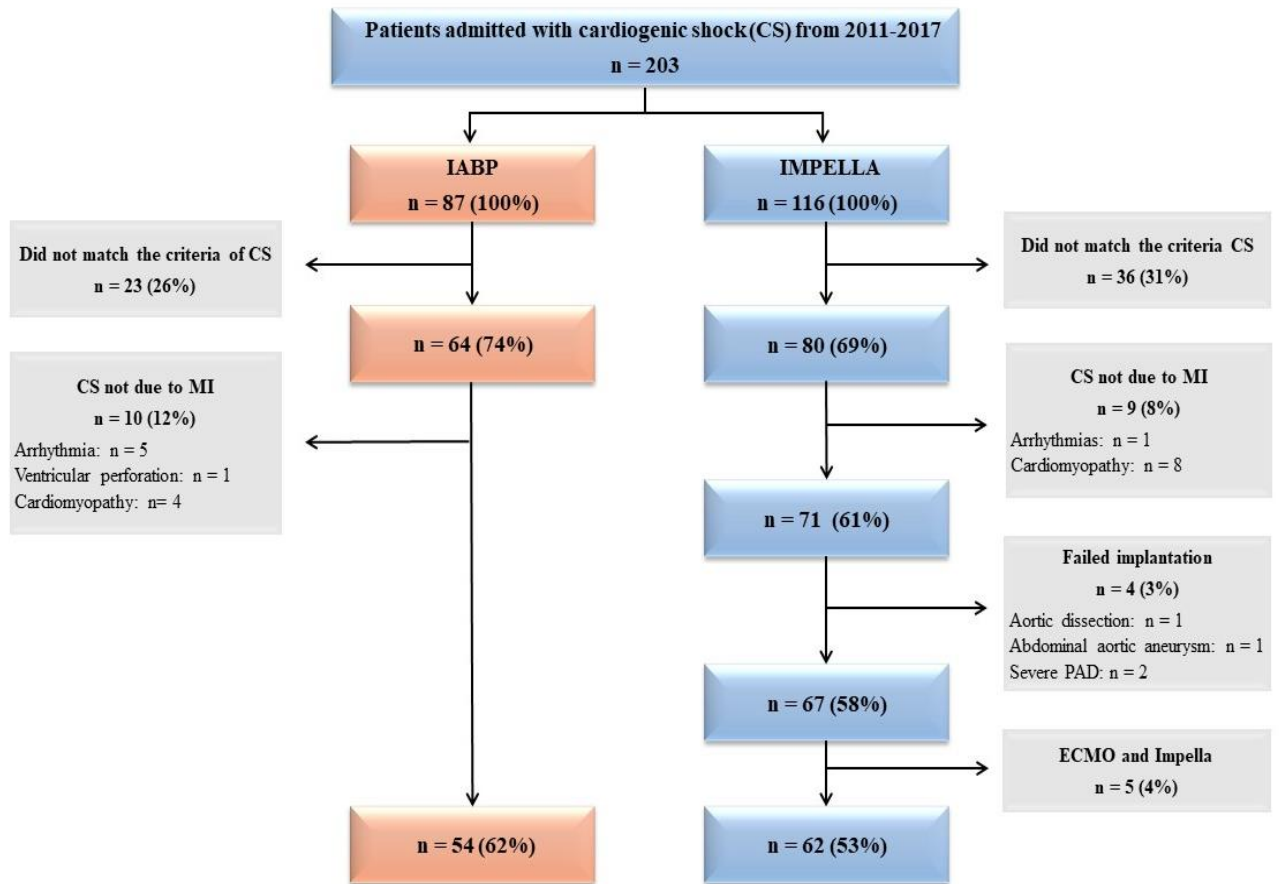 Patients admitted with cardiogenic shock (CS) from 2011-2017
n = 203
IABP
n = 87 (100%)
IMPELLA
n = 116 (100%)
Did not match the criteria of CS
n = 23 (26%)
Did not match the criteria CS
n = 36 (31%)
n = 64 (74%)
n = 80 (69%)
CS not due to MI
n = 10 (12%)
Arrhythmia: n = 5
Ventricular perforation: n = 1
Cardiomyopathy: n= 4
CS not due to MI
n = 9 (8%)
Arrhythmias: n = 1
Cardiomyopathy: n = 8
n = 71 (61%)
Failed implantation
n = 4 (3%)
Aortic dissection: n = 1
Abdominal aortic aneurysm: n = 1
Severe PAD: n = 2
n = 67 (58%)
ECMO and Impella
n = 5 (4%)
n = 54 (62%)
n = 62 (53%)